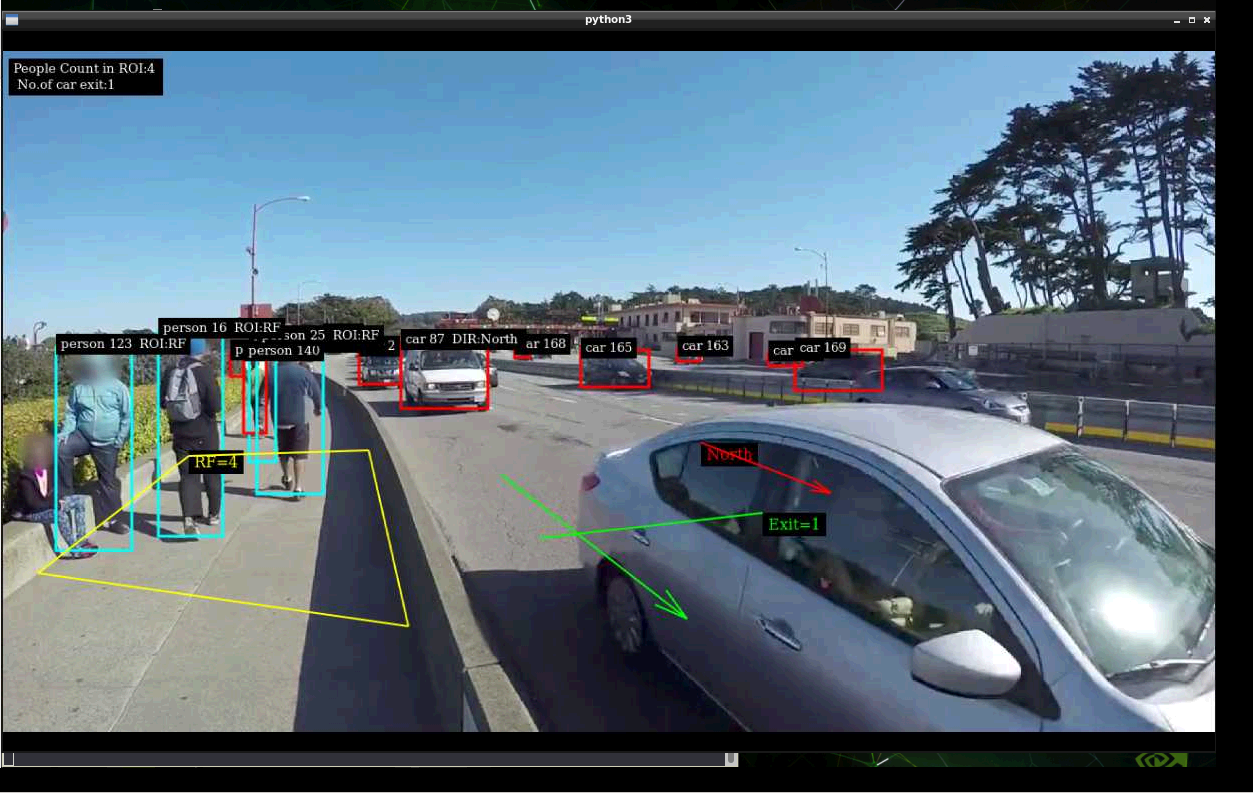 python3
People Count in ROI:4
No.of car exit:1
person 16 ROI:RF
person 25 ROI:RF
person 123 ROI:RF
p person 140
2
car 87 DIR:North
ar 168
car 165
car 163
car
car 169
RF=4
North
Exit=1